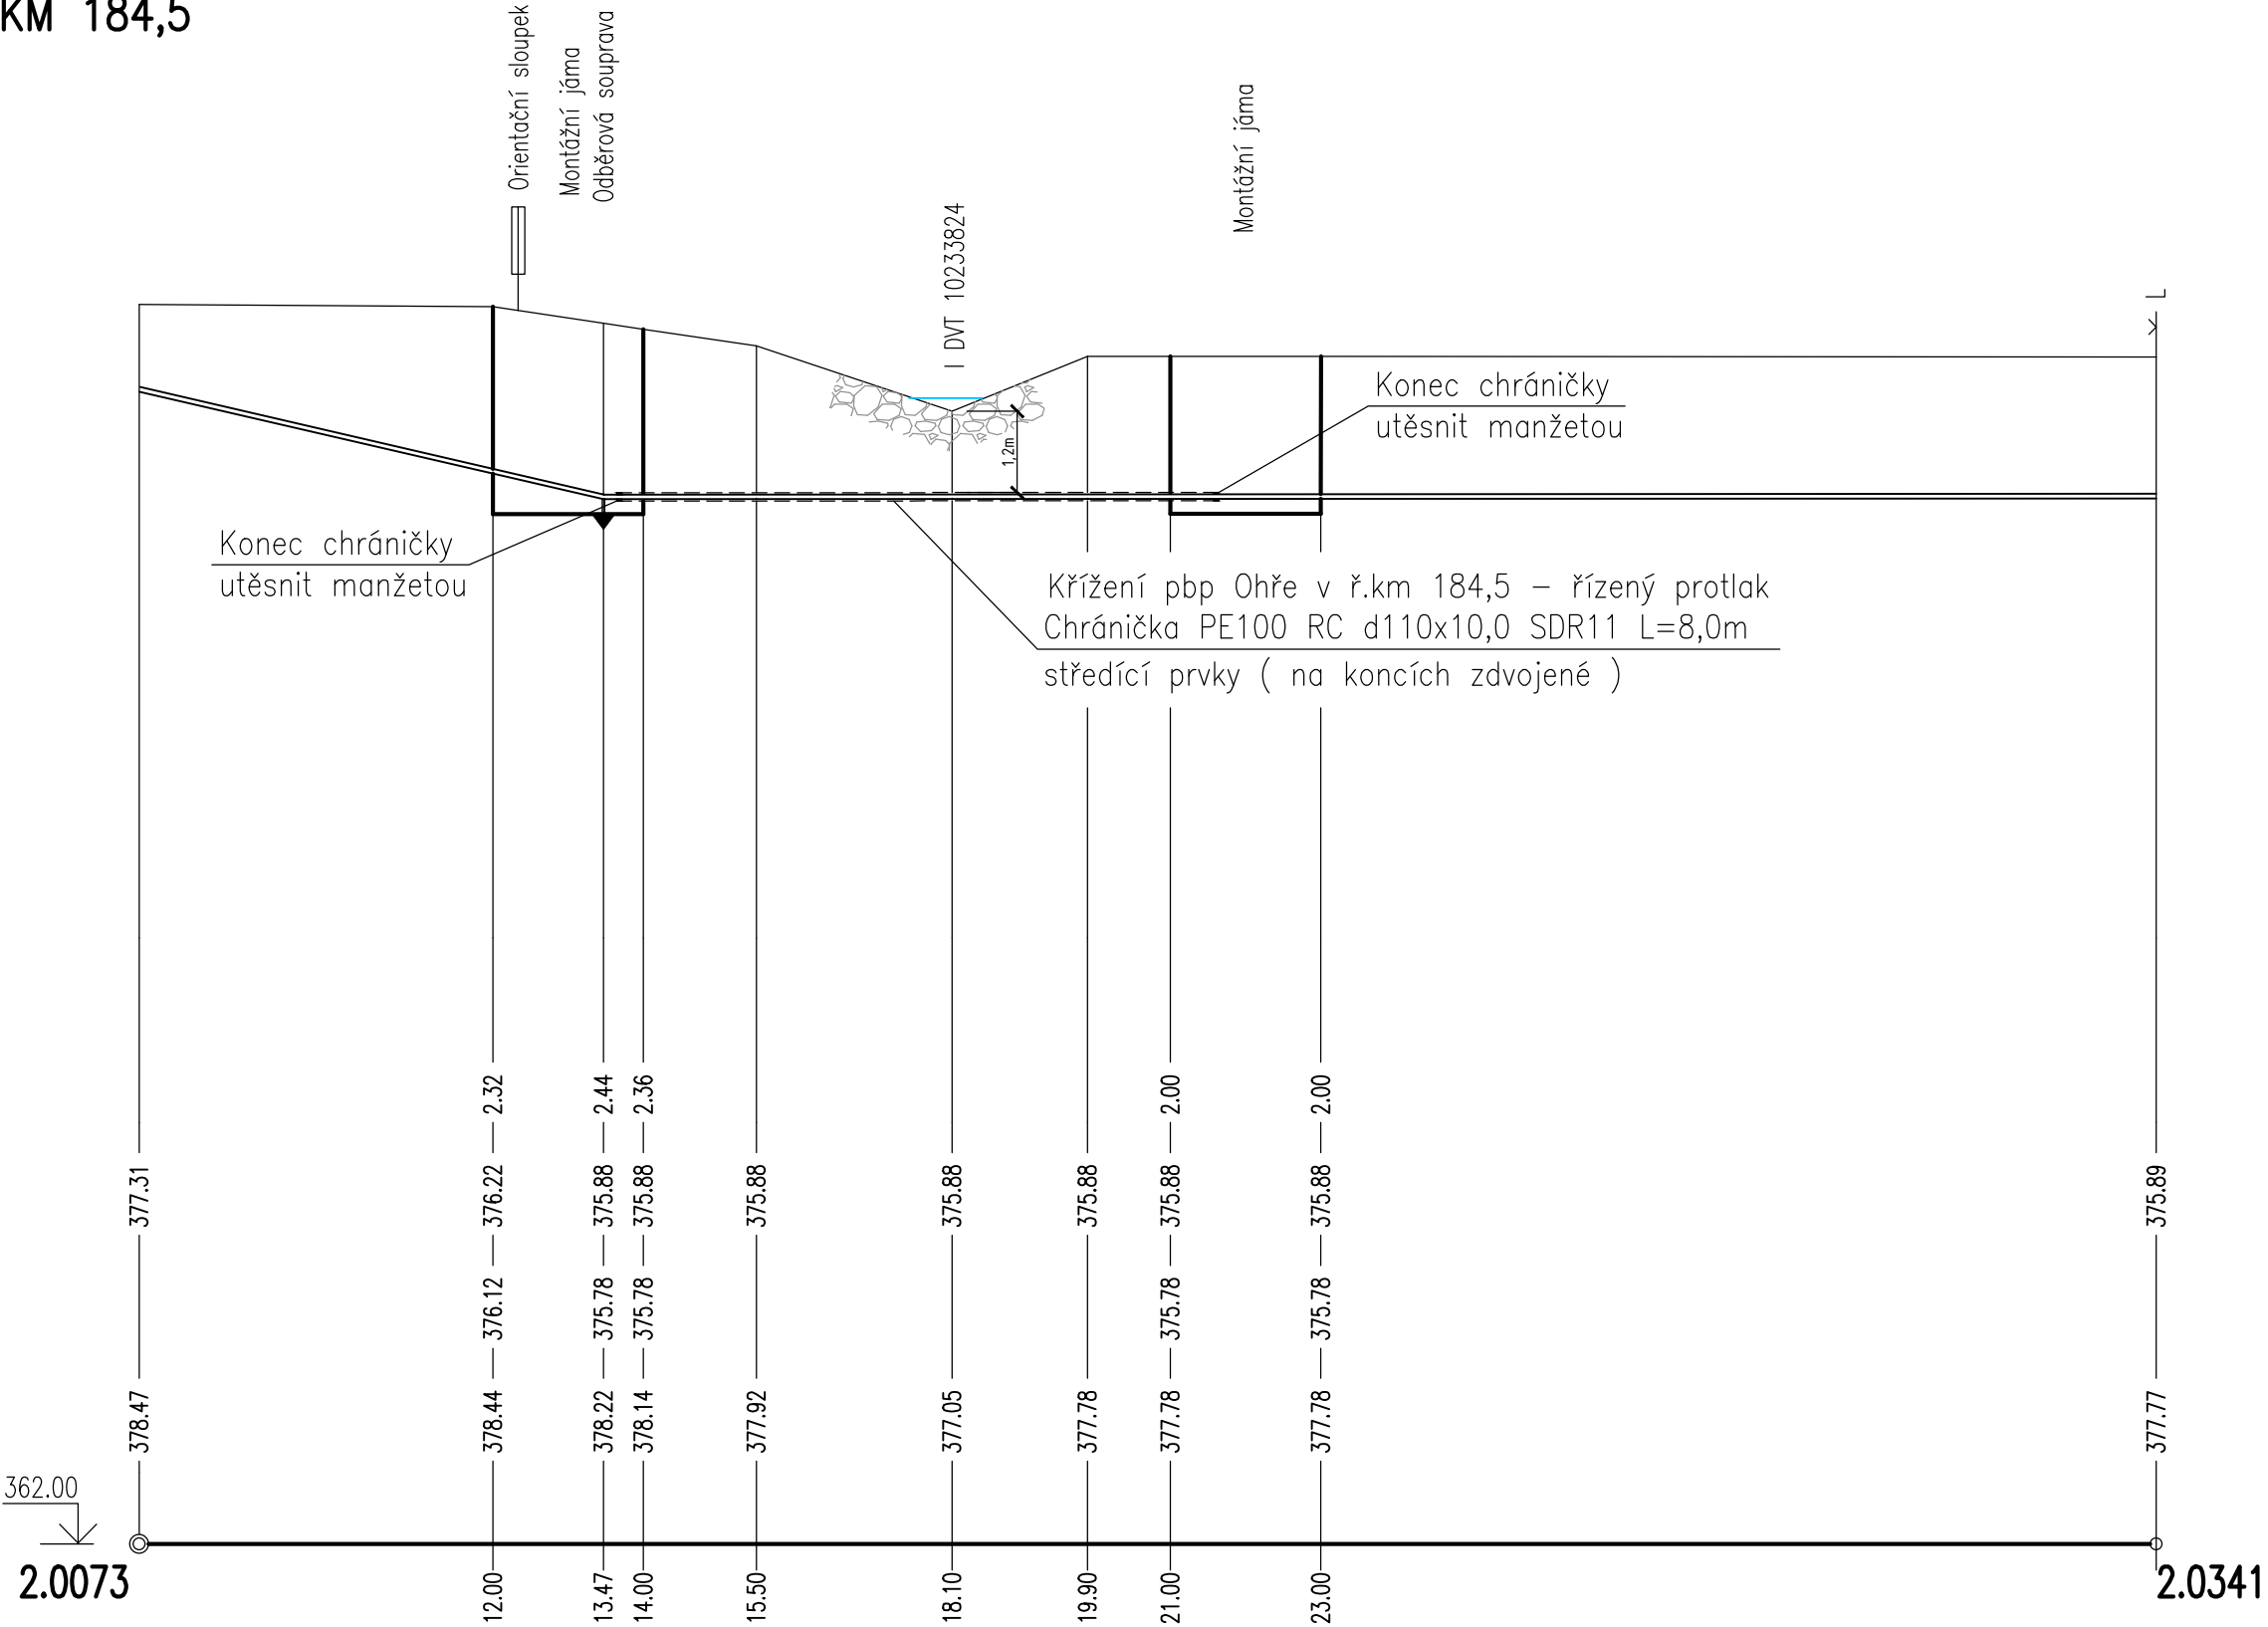 KM 184,5
Orientační sloupek
Montážní jáma
Odběrová souprava
I DVT 10233824
Montážní jáma
L
Konec chráničky
utěsnit manžetou
1,2m
Konec chráničky
utěsnit manžetou
Křížení pbp Ohře v ř.km 184,5 – řízený protlak
Chránička PE100 RC d110x10,0 SDR11 L=8,0m
středící prvky ( na koncích zdvojené )
2.32 2.44 2.36 2.00 2.00
377.31 376.22 375.88 375.88 375.88 375.88 375.88 375.88 375.88 375.89
376.12 375.78 375.78 375.78 375.78
378.47 378.44 378.22 378.14 377.92 377.05 377.78 377.78 377.78 377.77
362.00
2.0073 12.00 13.47 14.00 15.50 18.10 19.90 21.00 23.00 2.0341